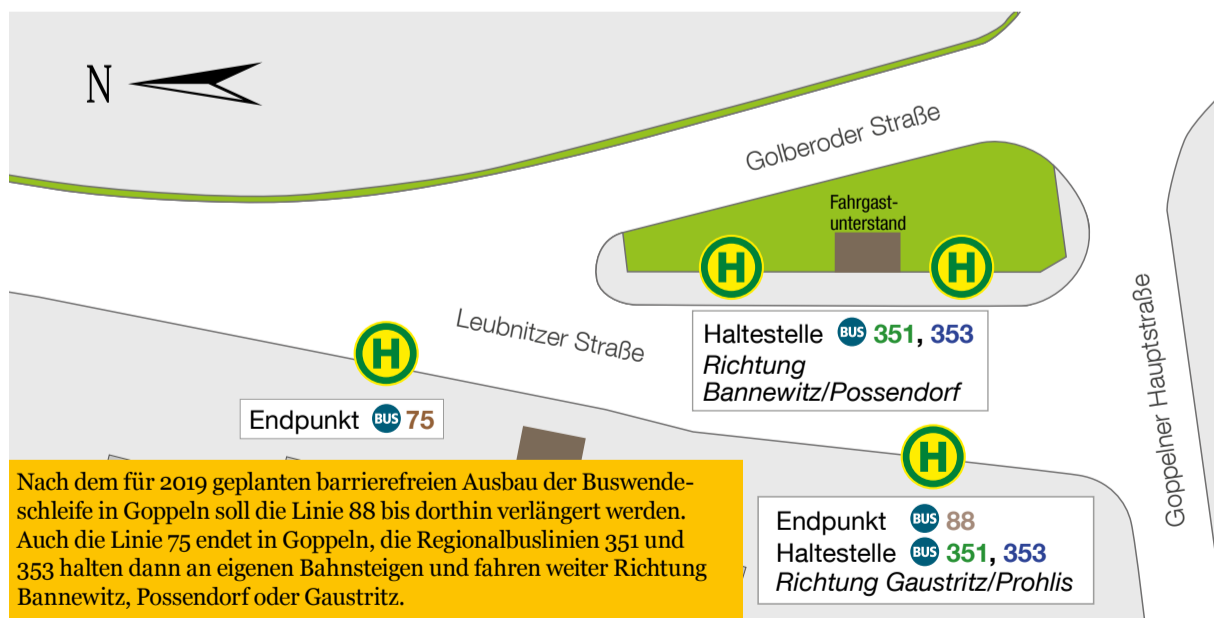 N
Golberoder Straße
Fahrgast-
unterstand
H
H
Leubnitzer Straße
H
Haltestelle BUS 351, 353
Richtung
Bannewitz/Possendorf
Goppelner Hauptstraße
Endpunkt BUS 75
H
Nach dem für 2019 geplanten barrierefreien Ausbau der Buswende-
schleife in Goppeln soll die Linie 88 bis dorthin verlängert werden.
Auch die Linie 75 endet in Goppeln, die Regionalbuslinien 351 und
353 halten dann an eigenen Bahnsteigen und fahren weiter Richtung
Bannewitz, Possendorf oder Gaustritz.
Endpunkt BUS 88
Haltestelle BUS 351, 353
Richtung Gaustritz/Prohlis